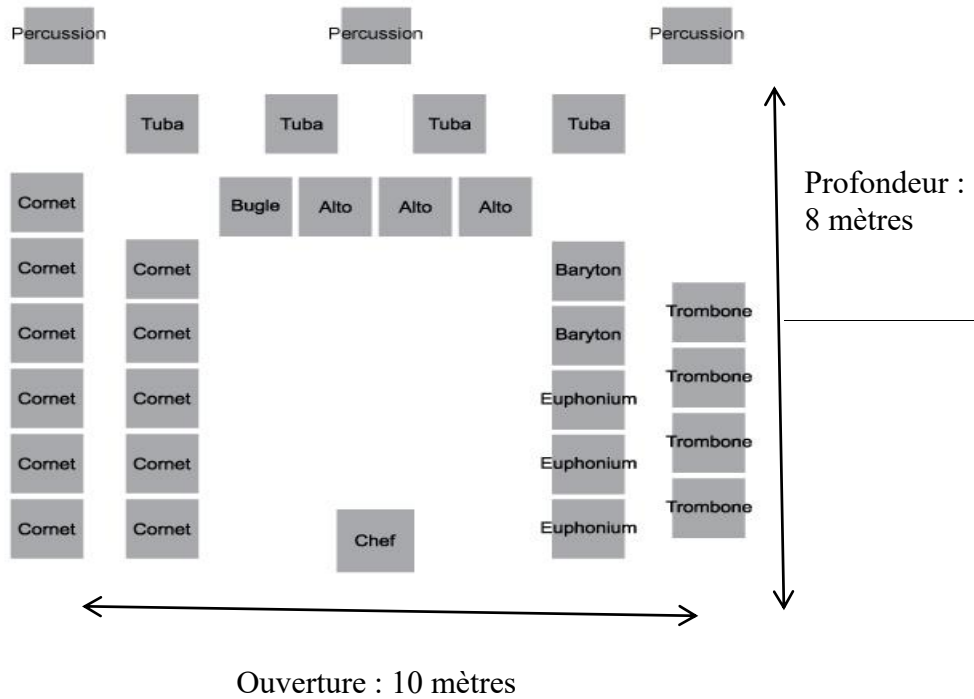 Percussion Percussion Percussion
Tuba Tuba Tuba Tuba
Cornet Bugle Alto Alto Alto
Profondeur :
8 mètres
Cornet Cornet Baryton
Trombone
Cornet Cornet Baryton
Trombone
Cornet Cornet Euphonium
Trombone
Cornet Cornet Euphonium
Trombone
Cornet Cornet Chef Euphonium
Ouverture : 10 mètres